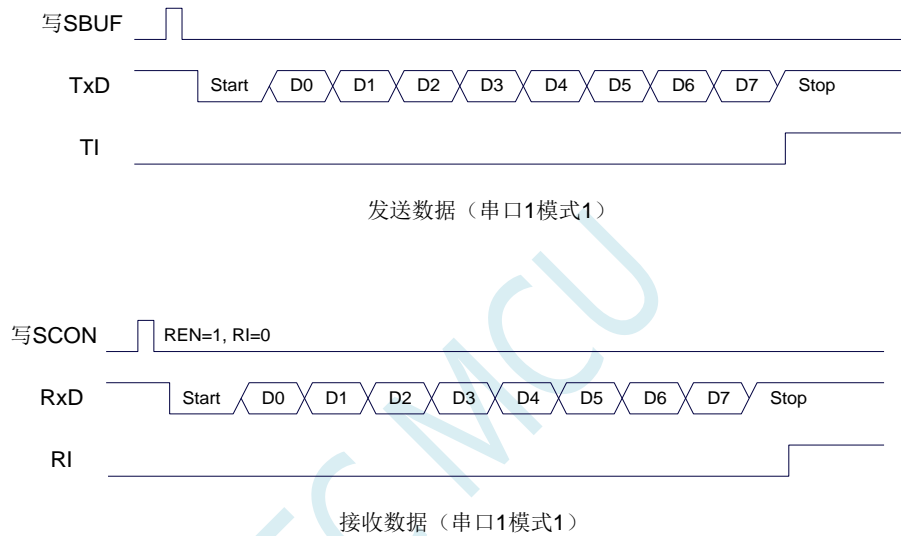 写SBUF
TxD Start D0 D1 D2 D3 D4 D5 D6 D7 Stop
TI
发送数据（串口1模式1）
写SCON REN=1, RI=0
RxD Start D0 D1 D2 D3 D4 D5 D6 D7 Stop
RI
接收数据（串口1模式1）
MCU